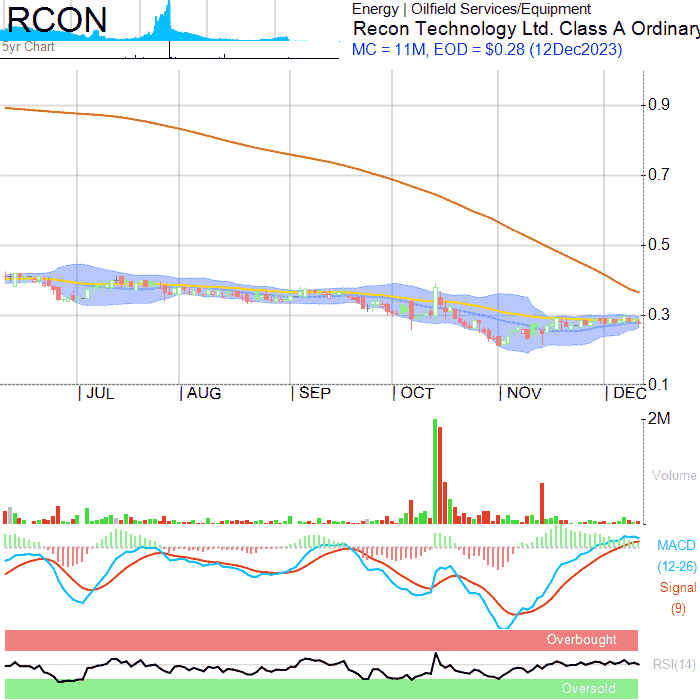 RCON
5yr Chart
Energy | Oilfield Services/Equipment
Recon Technology Ltd. Class A Ordinary
MC = 11M, EOD = $0.28 (12Dec2023)
0.9
0.7
0.5
0.3
0.1
| JUL | AUG | SEP | OCT | NOV | DEC
2M
Volume
MACD
(12-26)
Signal
(9)
Overbought
RSI(14)
Oversold